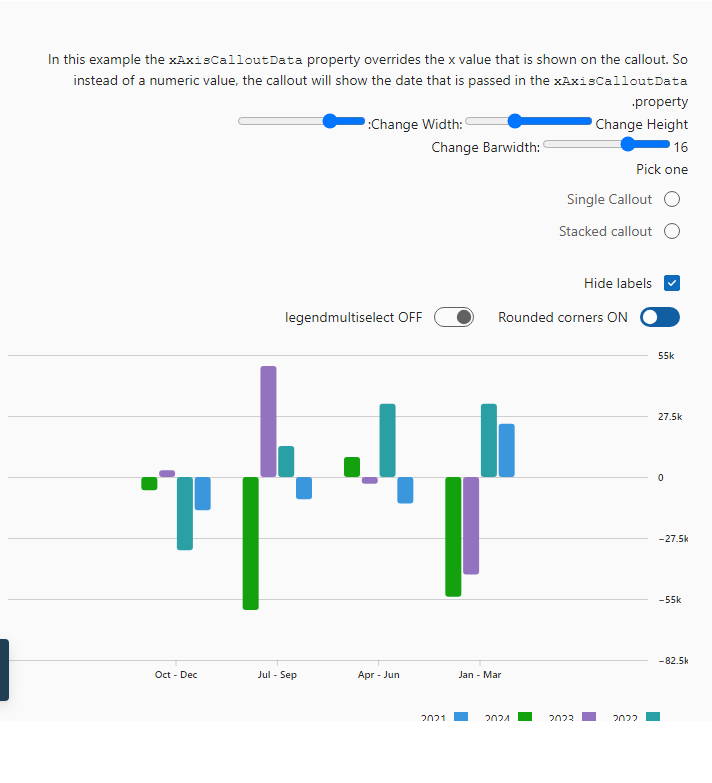 In this example the xAxisCalloutData property overrides the x value that is shown on the callout. So
instead of a numeric value, the callout will show the date that is passed in the xAxisCalloutData
.property
:Change Width: Change Height
Change Barwidth: 16
Pick one
Single Callout
Stacked callout
Hide labels
legendmultiselect OFF Rounded corners ON
55k
27.5k
0
−27.5k
−55k
−82.5k
Oct - Dec Jul - Sep Apr - Jun Jan - Mar
2021 2024 2023 2022